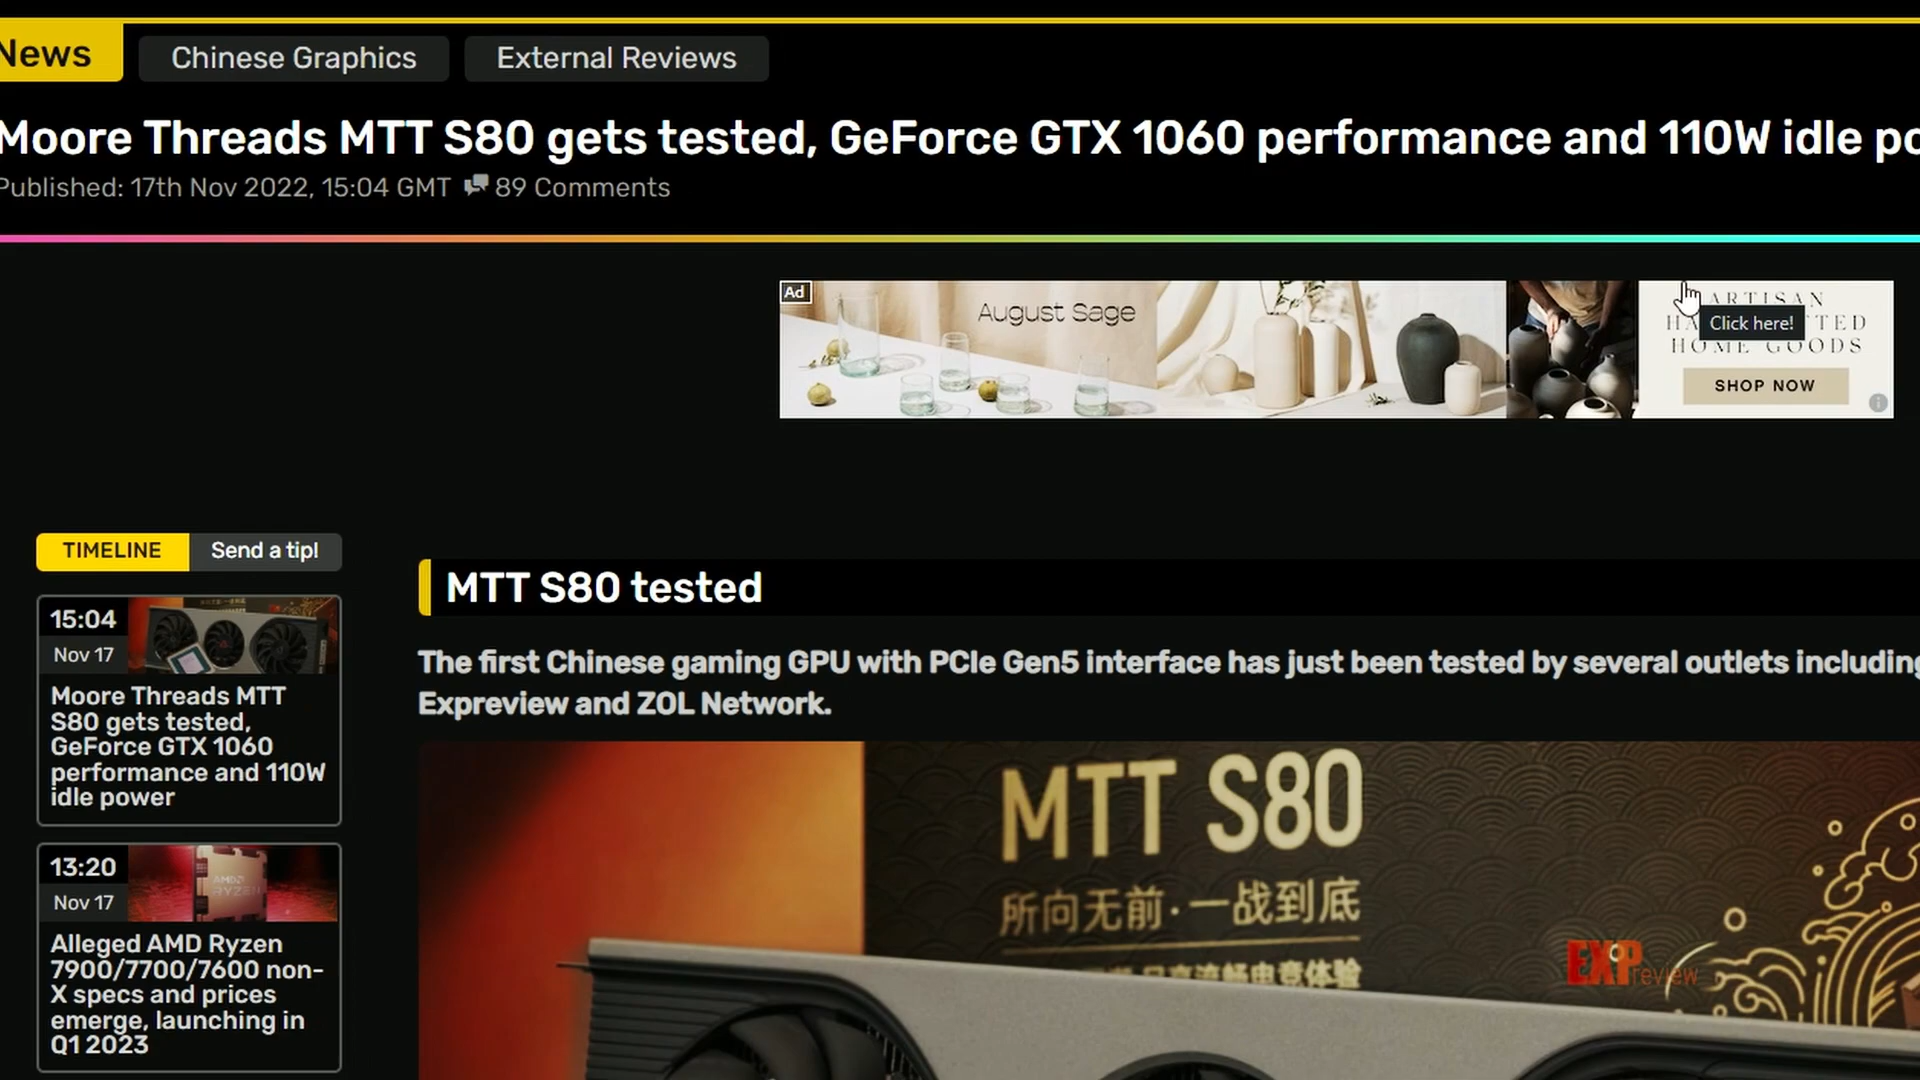 News
Chinese Graphics
External Reviews
Moore Threads MTT S80 gets tested, GeForce GTX 1060 performance and 110W idle po
Published: 17th Nov 2022, 15:04 GMT 89 Comments
Ad
August Sage
ARTISAN
HOME GOODS
Click here!
SHOP NOW
TIMELINE
Send a tip!
15:04
Nov 17
Moore Threads MTT
S80 gets tested,
GeForce GTX 1060
performance and 110W
idle power
13:20
Nov 17
AMD
RYZEN
Alleged AMD Ryzen
7900/7700/7600 non-
X specs and prices
emerge, launching in
Q1 2023
MTT S80 tested
The first Chinese gaming GPU with PCIe Gen5 interface has just been tested by several outlets including
Expreview and ZOL Network.
MTT S80
所向无前·一战到底
EXPreview